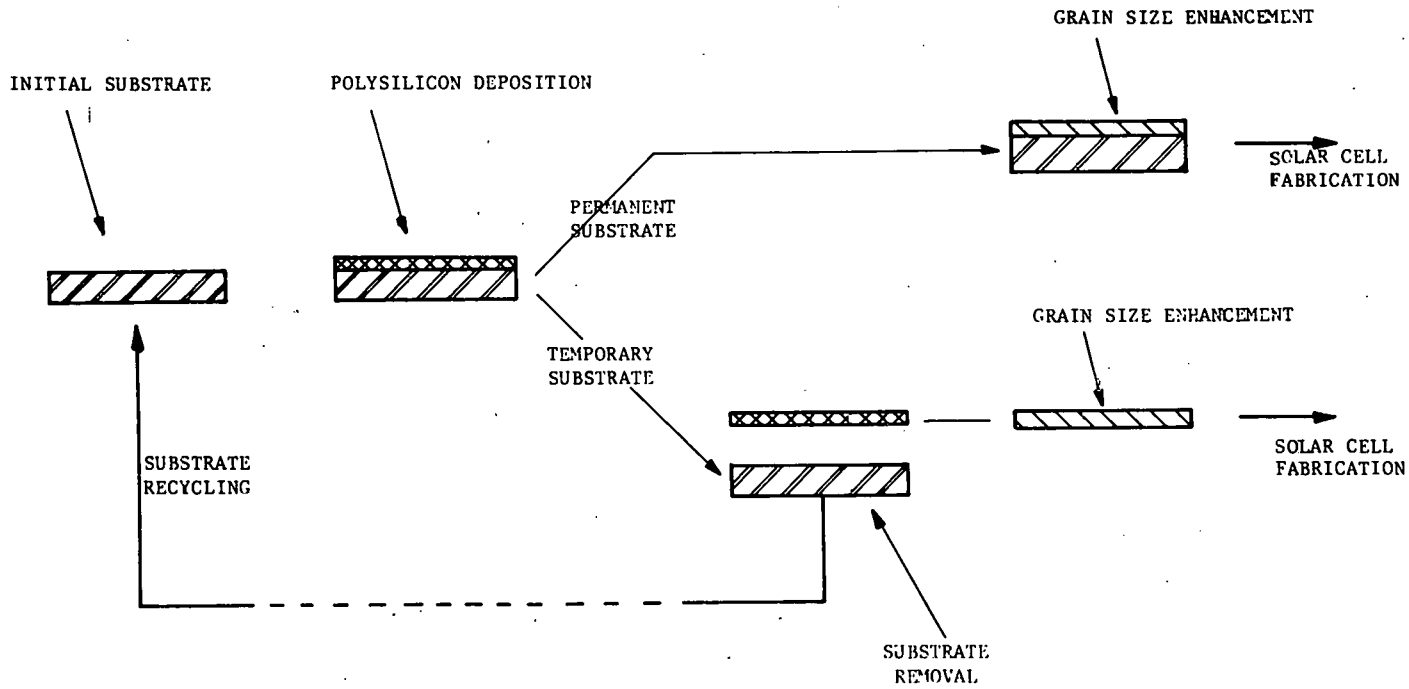 GRAIN SIZE ENHANCEMENT
INITIAL SUBSTRATE
POLYSILICON DEPOSITION
SOLAR CELL
FABRICATION
PERMANENT
SUBSTRATE
GRAIN SIZE ENHANCEMENT
TEMPORARY
SUBSTRATE
SOLAR CELL
FABRICATION
SUBSTRATE
RECYCLING
SUBSTRATE
REMOVAL